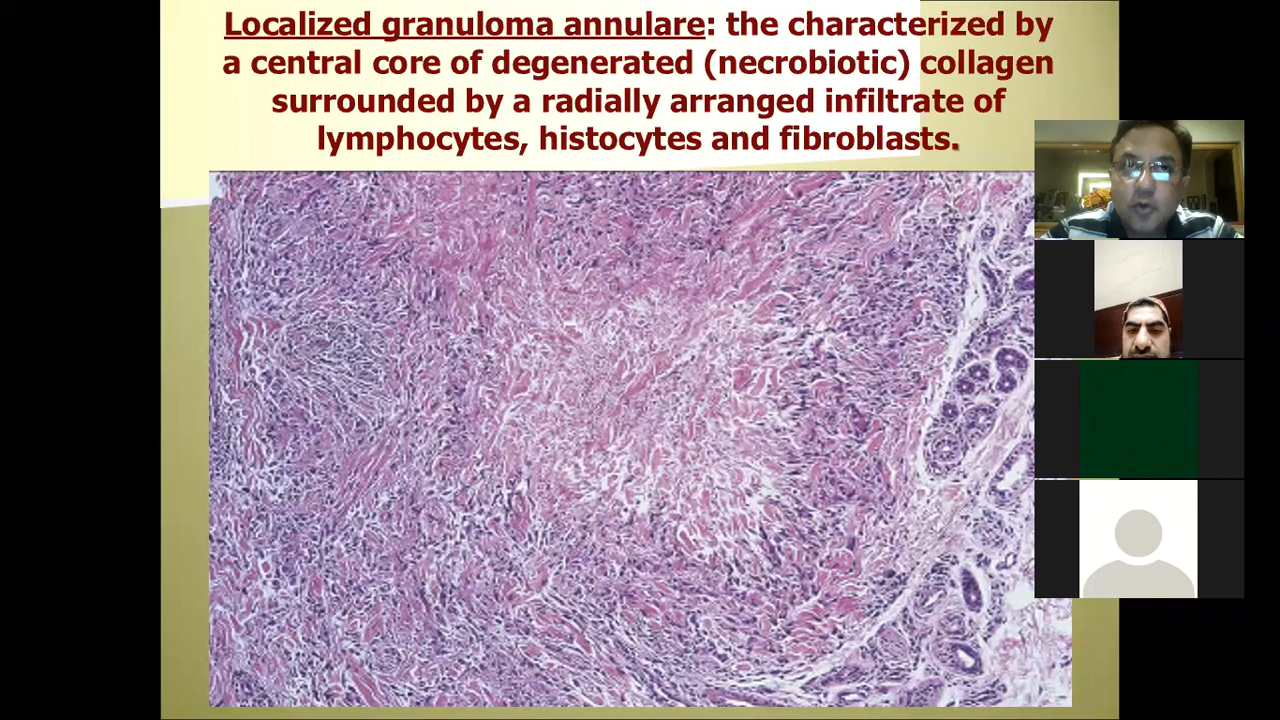 Localized granuloma annulare: the characterized by
a central core of degenerated (necrobiotic) collagen
surrounded by a radially arranged infiltrate of
lymphocytes, histocytes and fibroblasts.